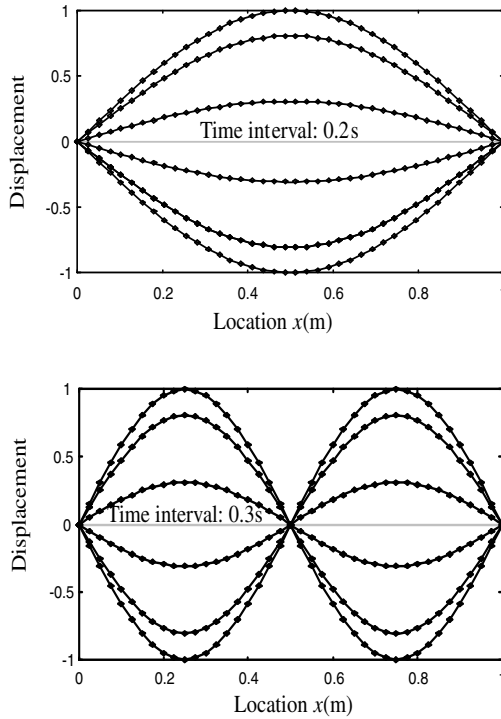 1
0.5
Time interval: 0.2s
0
-0.5
-1
Displacement
0 0.2 0.4 0.6 0.8 1
Location x(m)
1
0.5
Time interval: 0.3s
0
-0.5
-1
Displacement
0 0.2 0.4 0.6 0.8
Location x(m)